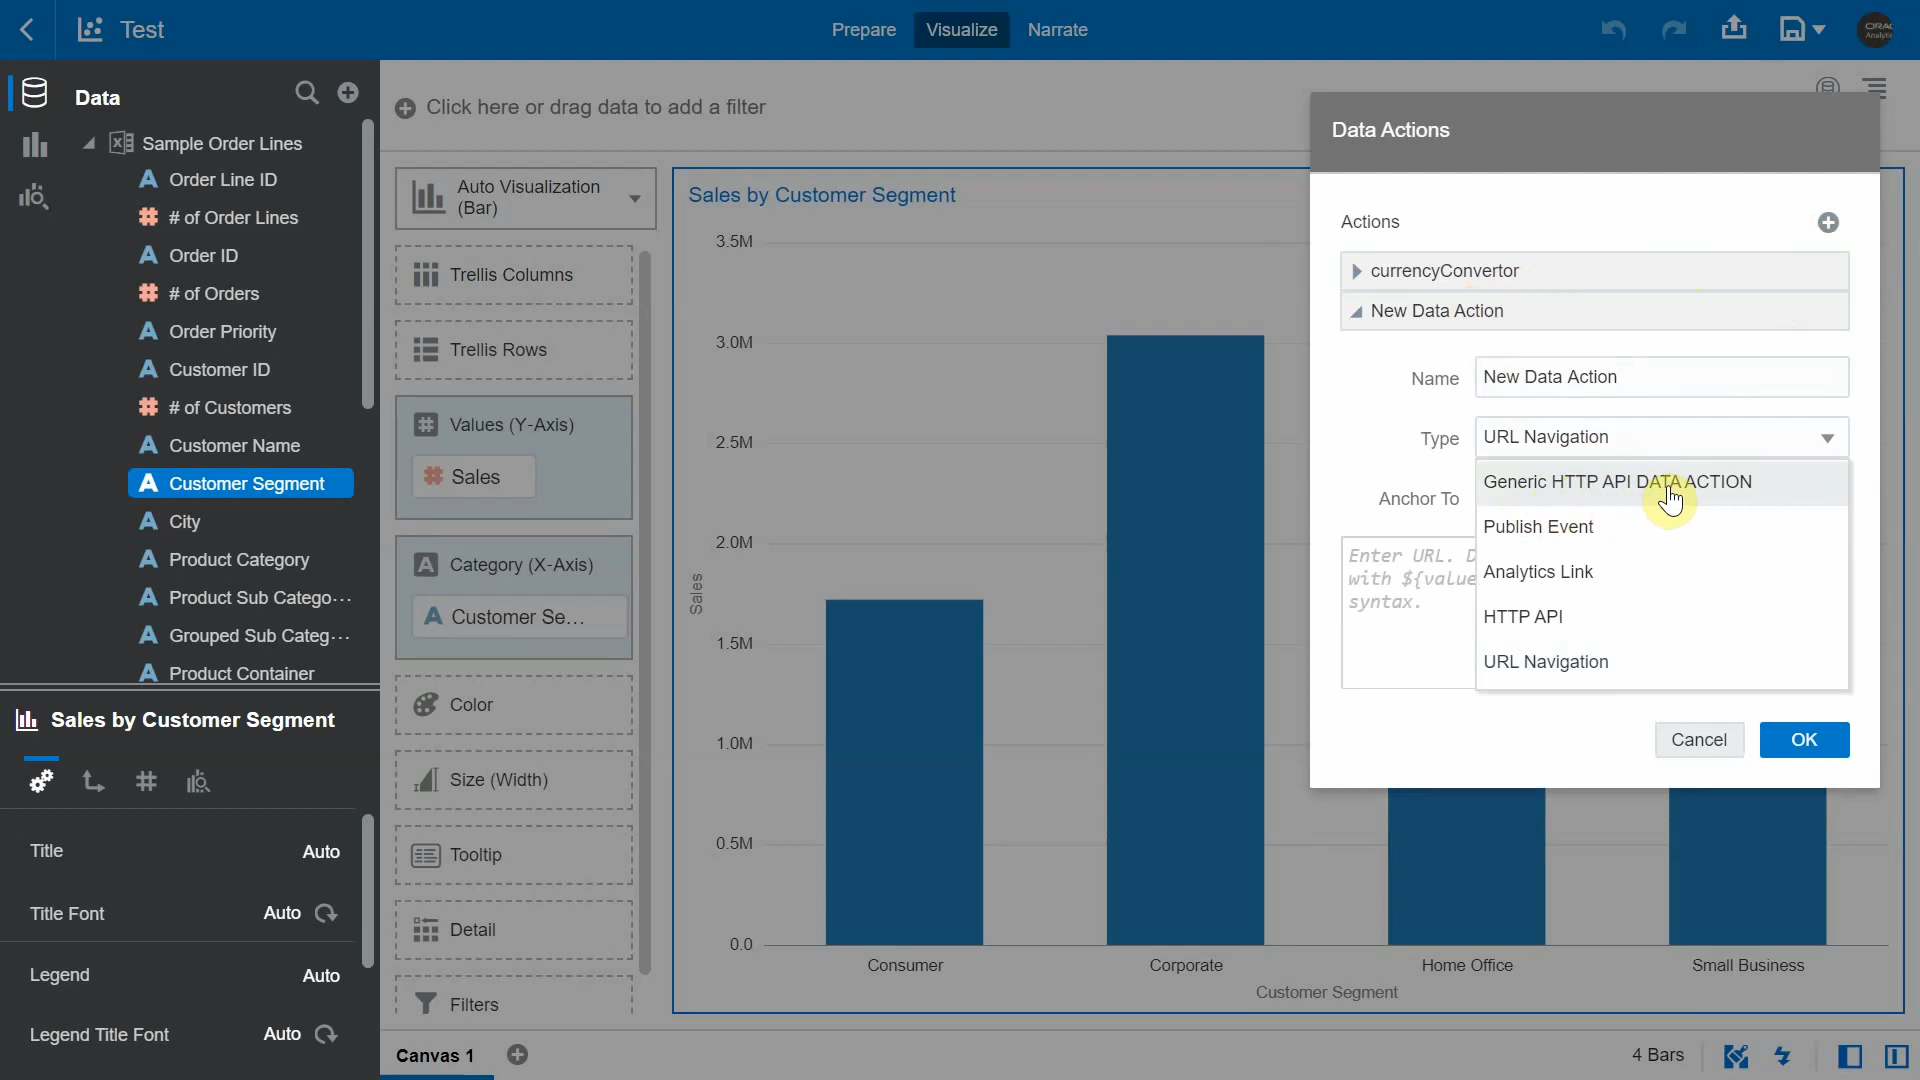 Test
Prepare
Visualize
Narrate
ORAC
Analytic
Data
Sample Order Lines
Order Line ID
# of Order Lines
Order ID
# of Orders
Order Priority
Customer ID
# of Customers
Customer Name
Customer Segment
City
Product Category
Product Sub Catego...
Grouped Sub Categ...
Product Container
Sales by Customer Segment
Title
Auto
Title Font
Auto
Legend
Auto
Legend Title Font
Auto
Click here or drag data to add a filter
Auto Visualization
(Bar)
Trellis Columns
Trellis Rows
Values (Y-Axis)
Sales
Category (X-Axis)
Customer Se...
Color
Size (Width)
Tooltip
Detail
Filters
Sales by Customer Segment
3.5M
3.0M
2.5M
2.0M
1.5M
1.0M
0.5M
0.0
Sales
Consumer
Corporate
Home Office
Small Business
Customer Segment
Data Actions
Actions
currencyConvertor
New Data Action
Name
New Data Action
Type
URL Navigation
Anchor To
Generic HTTP API DATA ACTION
Publish Event
Analytics Link
HTTP API
URL Navigation
Enter URL. D
with ${value
syntax.
Cancel
OK
Canvas 1
4 Bars